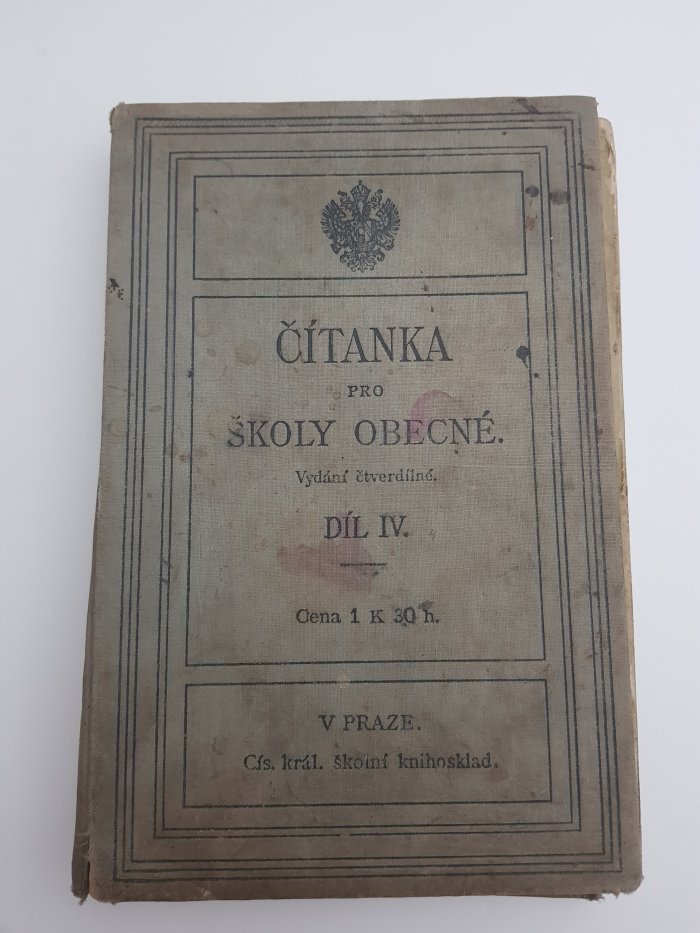 ČÍTANKA
PRO
ŠKOLY OBECNÉ.
Vydání čtverdílné.
DÍL IV.
Cena 1 K 30 h.
V PRAZE.
Cís. král. školní knihosklad.